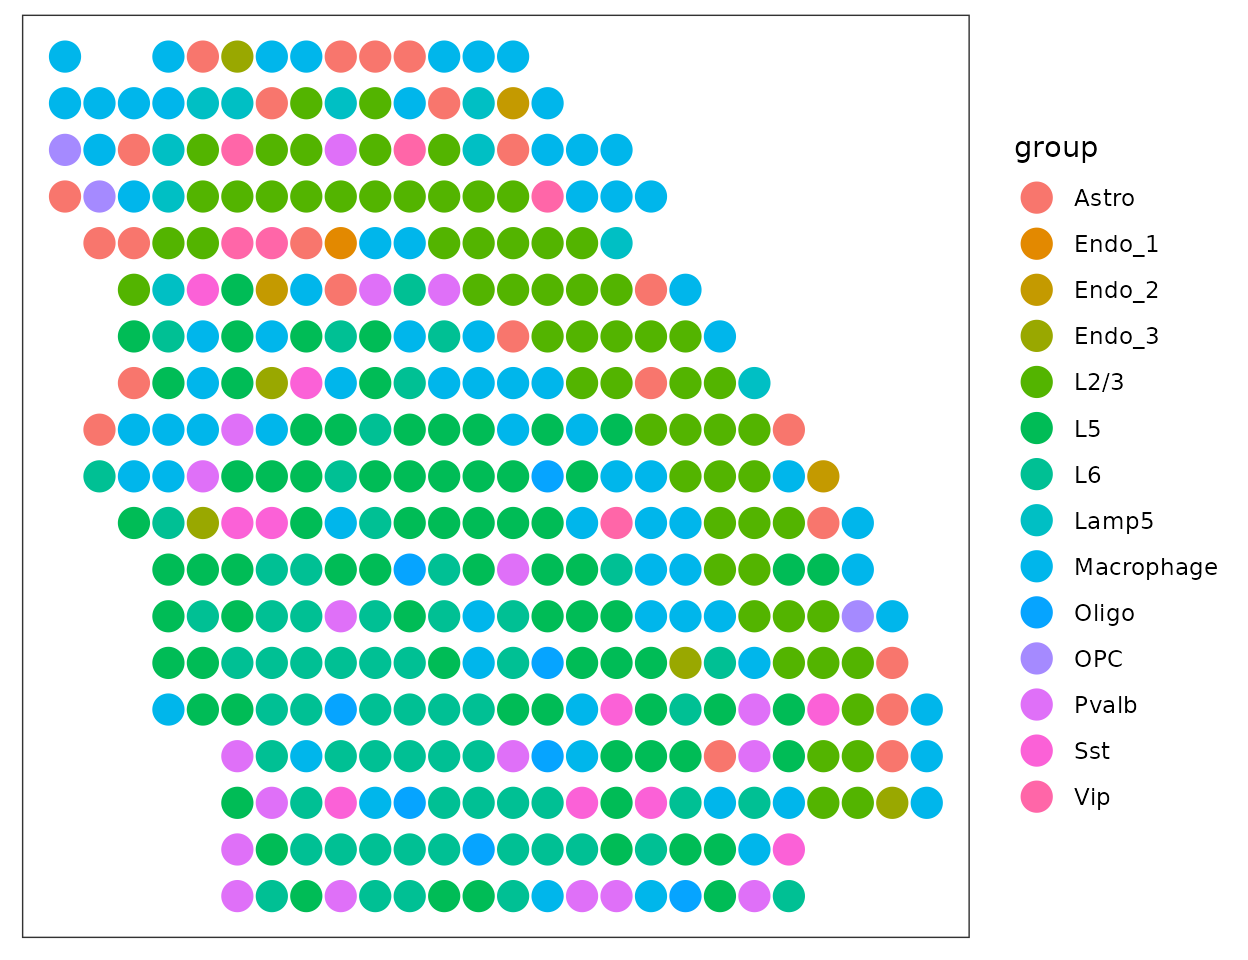 group
Astro
Endo_1
Endo_2
Endo_3
L2/3
L5
L6
Lamp5
Macrophage
Oligo
OPC
Pvalb
Sst
Vip